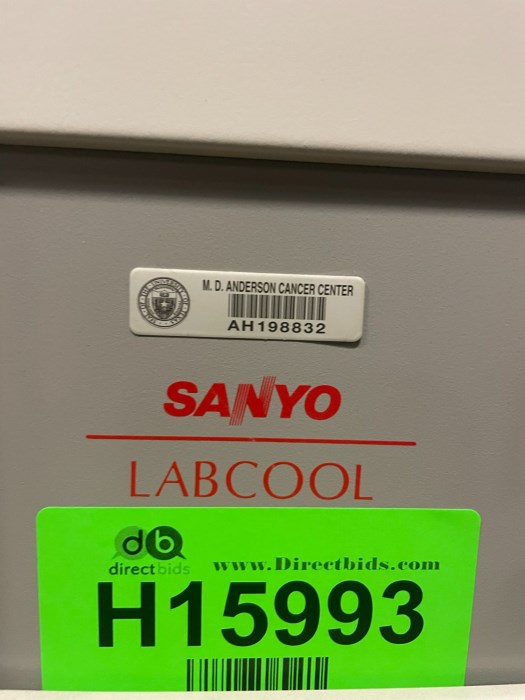 M. D. ANDERSON CANCER CENTER
AH198832
SANYO
LABCOOL
db
directbids
www.Directbids.com
H15993